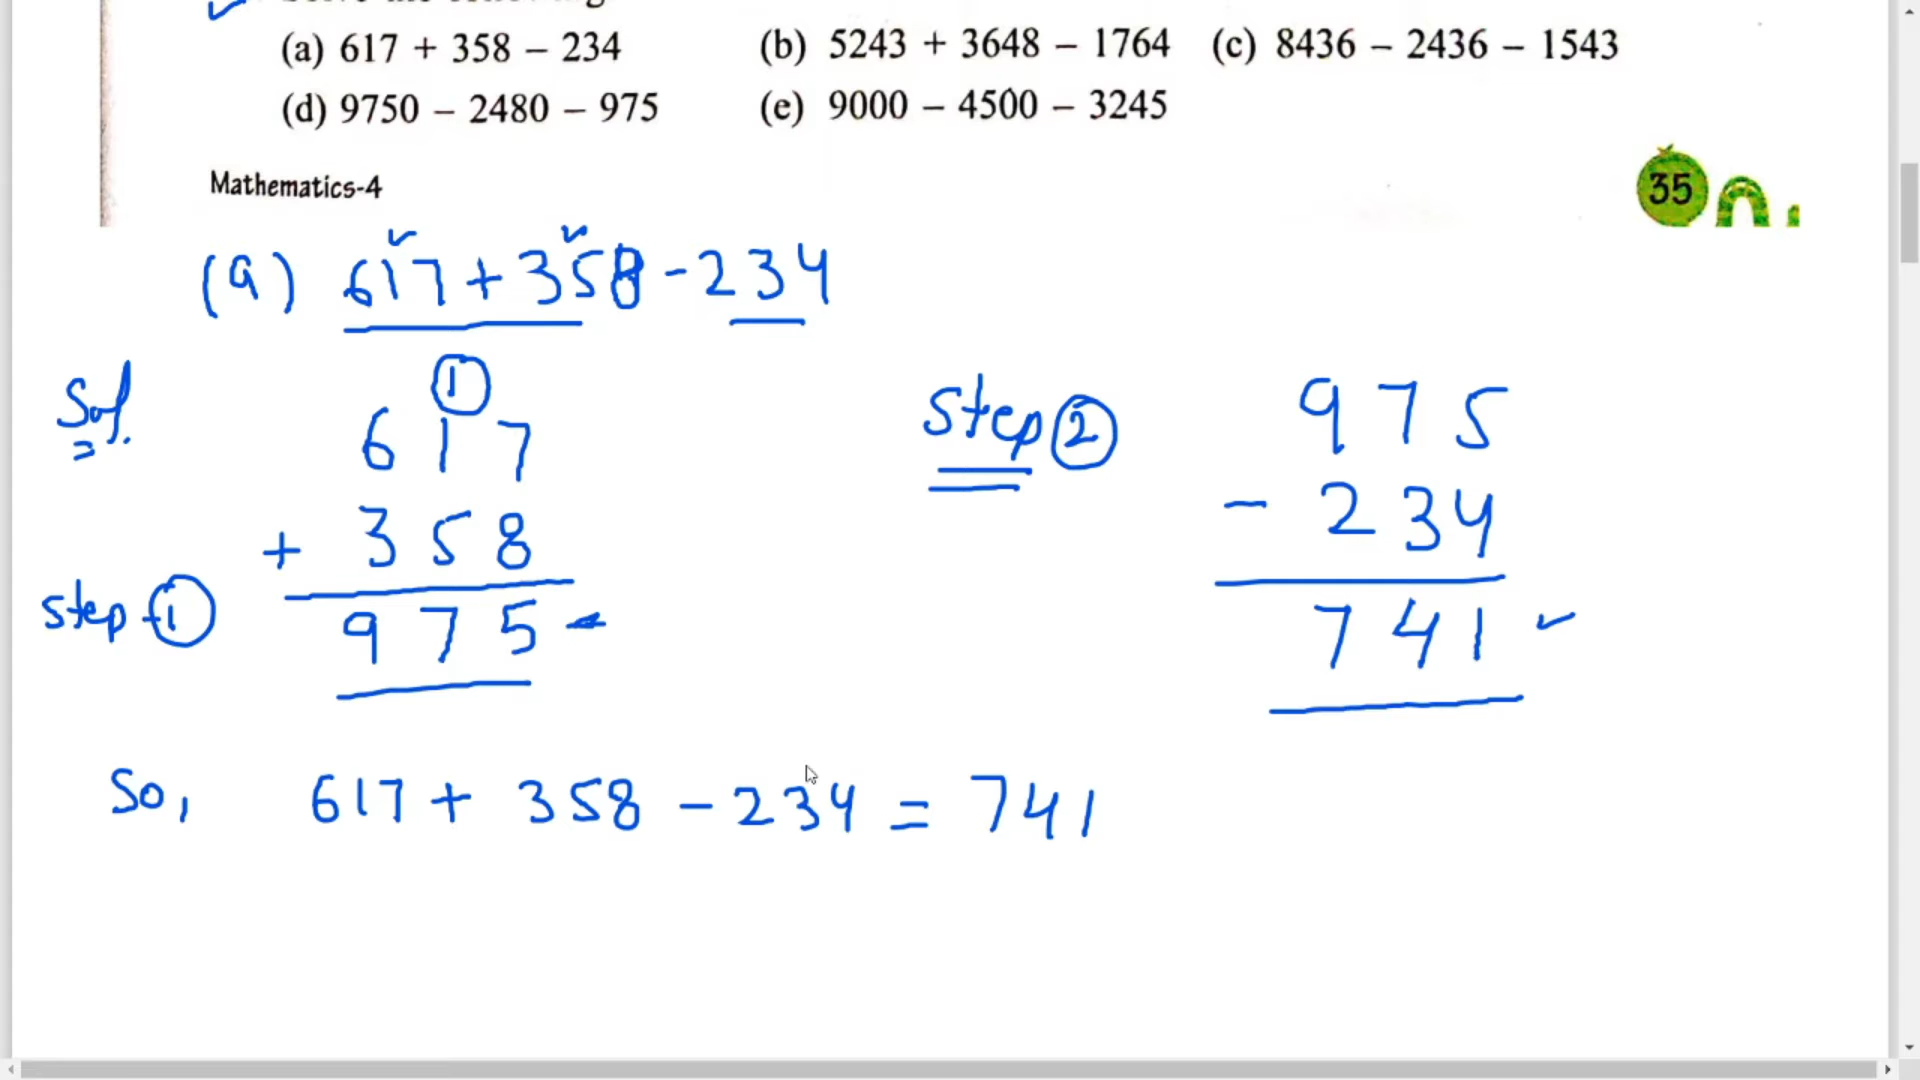 (a) 617 + 358 – 234 (b) 5243 + 3648 – 1764 (c) 8436 – 2436 – 1543
(d) 9750 – 2480 – 975 (e) 9000 – 4500 – 3245
Mathematics-4
35
(a) 617 + 358 - 234
Sol.
1
617
+ 358
step-1
975
step 2
975
- 234
741
So, 617 + 358 - 234 = 741